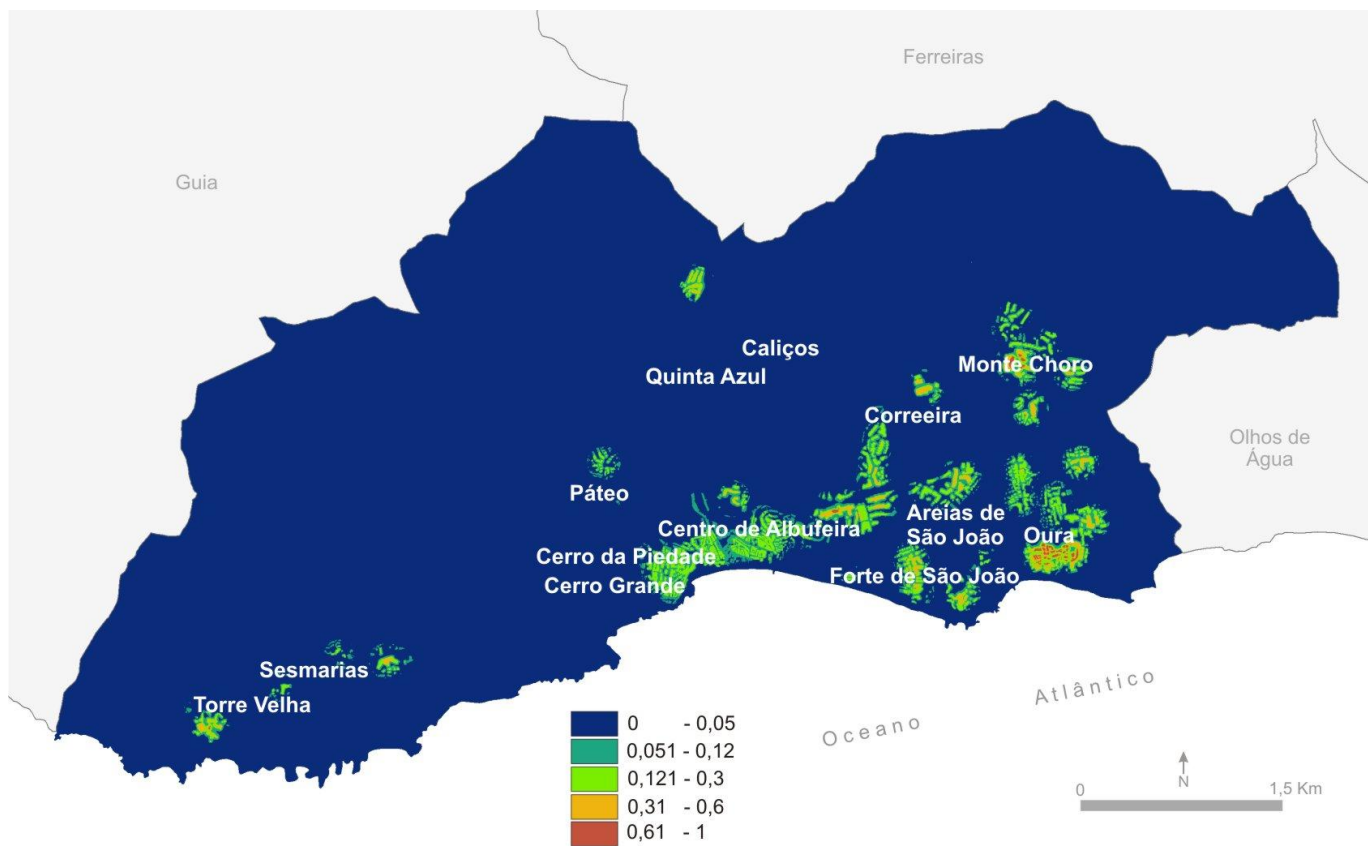 Ferreiras
Guia
Caliços
Quinta Azul
Monte Choro
Correeira
Olhos de
Água
Páteo
Centro de Albufeira
Areias de
São João
Oura
Cerro da Piedade
Cerro Grande
Forte de São João
Sesmarias
Torre Velha
Oceano Atlântico
0 - 0,05
0,051 - 0,12
0,121 - 0,3
0,31 - 0,6
0,61 - 1
N
0 1,5 Km